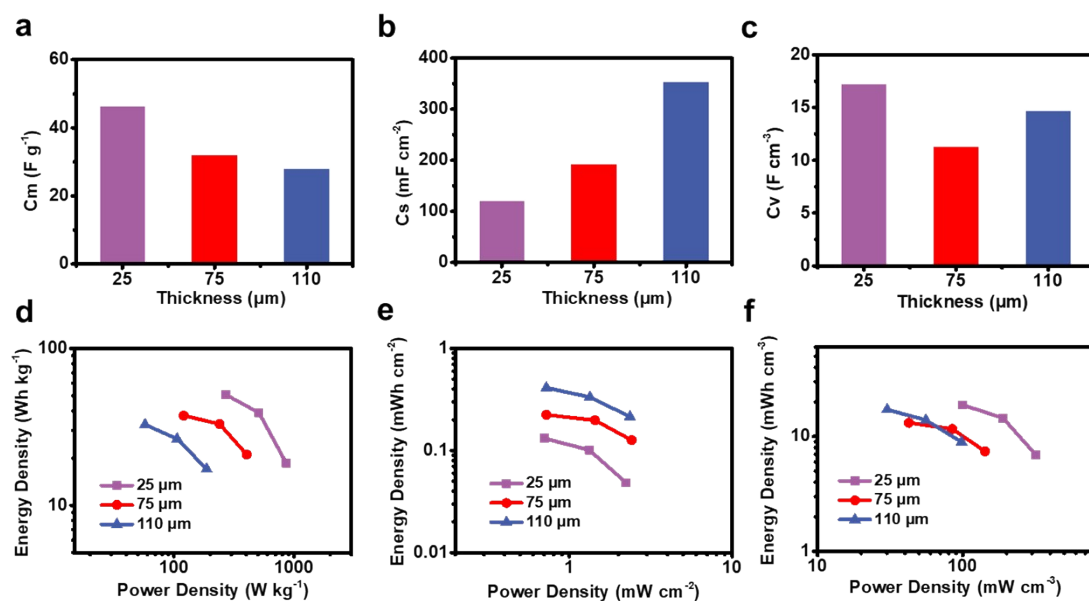 a
Cm (F g⁻¹)
60
40
20
0
25 75 110
Thickness (µm)
b
Cs (mF cm⁻²)
400
300
200
100
0
25 75 110
Thickness (µm)
c
Cv (F cm⁻³)
20
15
10
5
0
25 75 110
Thickness (µm)
d
Energy Density (Wh kg⁻¹)
100
10
25 µm
75 µm
110 µm
100 1000
Power Density (W kg⁻¹)
e
Energy Density (mWh cm⁻²)
1
0.1
0.01
25 µm
75 µm
110 µm
1 10
Power Density (mW cm⁻²)
f
Energy Density (mWh cm⁻³)
10
1
25 µm
75 µm
110 µm
10 100
Power Density (mW cm⁻³)